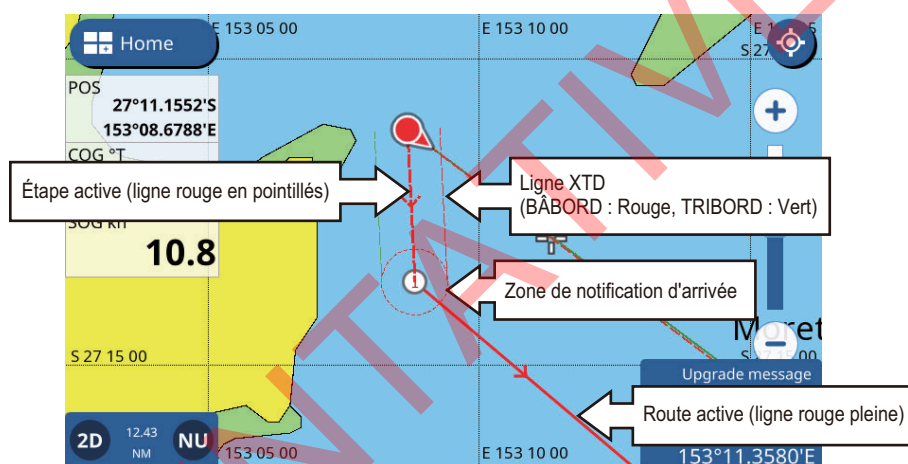 Home
E 153 05 00
E 153 10 00
POS
27°11.1552'S
153°08.6788'E
COG °T
Étape active (ligne rouge en pointillés)
Ligne XTD
(BÂBORD : Rouge, TRIBORD : Vert)
SOG kn
10.8
1
Zone de notification d'arrivée
Moret
S 27 15 00
Upgrade message
Route active (ligne rouge pleine)
2D
12.43
NM
NU
153 05 00
E 153 10 00
153°11.3580'E